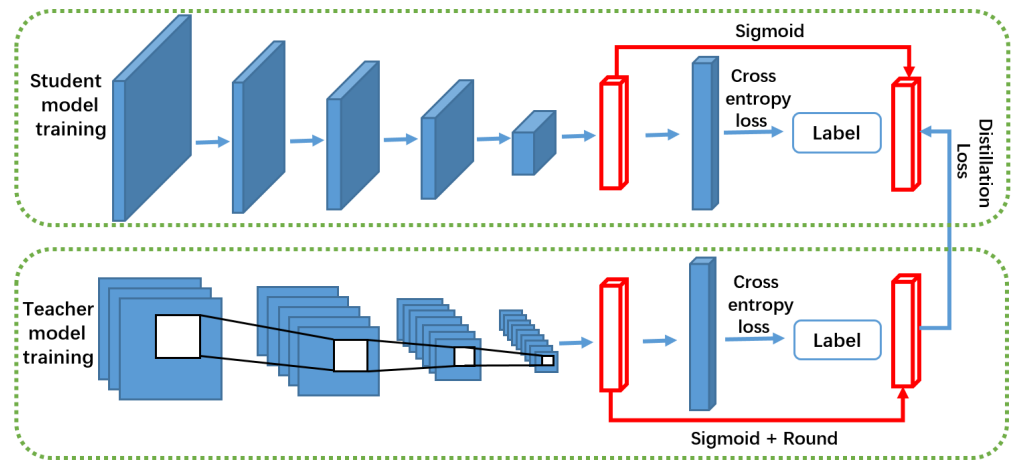 Sigmoid
Student
model
training
Cross
entropy
loss
Label
Distillation
Loss
Teacher
model
training
Cross
entropy
loss
Label
Sigmoid + Round